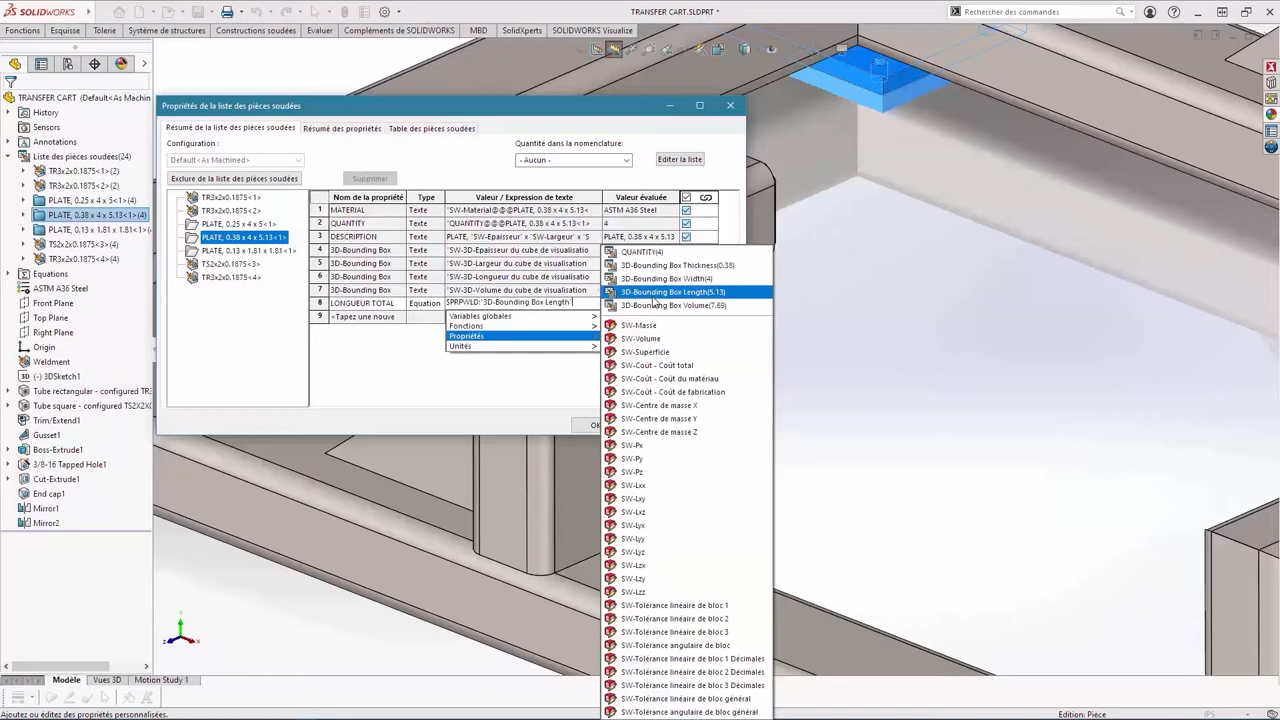 SOLIDWORKS
TRANSFER CART.SLDPRT *
Rechercher des commandes
Fonctions Esquisse Tôlerie Système de structures Constructions soudées Evaluer Compléments de SOLIDWORKS MBD SolidXperts SOLIDWORKS Visualize
TRANSFER CART (Default<As Machin
History
Sensors
Annotations
Liste des pièces soudées(24)
TR3x2x0.1875<1>(2)
TR3x2x0.1875<2>(2)
PLATE, 0.25 x 4 x 5<1>(4)
PLATE, 0.38 x 4 x 5.13<1>(4)
PLATE, 0.13 x 1.81 x 1.81<1>(4
TS2x2x0.1875<3>(4)
TR3x2x0.1875<4>(4)
Equations
ASTM A36 Steel
Front Plane
Top Plane
Right Plane
Origin
Weldment
(-) 3DSketch1
Tube rectangular - configured TR3
Tube square - configured TS2X2X0
Trim/Extend1
Gusset1
Boss-Extrude1
3/8-16 Tapped Hole1
Cut-Extrude1
End cap1
Mirror1
Mirror2
Propriétés de la liste des pièces soudées
Résumé de la liste des pièces soudées Résumé des propriétés Table des pièces soudées
Configuration :
Quantité dans la nomenclature:
Default<As Machined>
- Aucun -
Editer la liste
Exclure de la liste des pièces soudées
Supprimer
TR3x2x0.1875<1>
TR3x2x0.1875<2>
PLATE, 0.25 x 4 x 5<1>
PLATE, 0.38 x 4 x 5.13<1>
PLATE, 0.13 x 1.81 x 1.81<1>
TS2x2x0.1875<3>
TR3x2x0.1875<4>
Nom de la propriété Type Valeur / Expression de texte Valeur évaluée
1 MATERIAL Texte "SW-Material@@@PLATE, 0.38 x 4 x 5.13< ASTM A36 Steel
2 QUANTITY Texte "QUANTITY@@@PLATE, 0.38 x 4 x 5.13<1> 4
3 DESCRIPTION Texte PLATE, "SW-Epaisseur" x "SW-Largeur" x "S PLATE, 0.38 x 4 x 5.13
4 3D-Bounding Box Texte "SW-3D-Epaisseur du cube de visualisatio
5 3D-Bounding Box Texte "SW-3D-Largeur du cube de visualisation
6 3D-Bounding Box Texte "SW-3D-Longueur du cube de visualisatio
7 3D-Bounding Box Texte "SW-3D-Volume du cube de visualisation
8 LONGUEUR TOTAL Equation SPRPWLD:"3D-Bounding Box Length"
9 <Tapez une nouve
Variables globales >
Fonctions >
Propriétés
Unités >
OK
QUANTITY(4)
3D-Bounding Box Thickness(0.38)
3D-Bounding Box Width(4)
3D-Bounding Box Length(5.13)
3D-Bounding Box Volume(7.69)
SW-Masse
SW-Volume
SW-Superficie
SW-Coût - Coût total
SW-Coût - Coût du matériau
SW-Coût - Coût de fabrication
SW-Centre de masse X
SW-Centre de masse Y
SW-Centre de masse Z
SW-Px
SW-Py
SW-Pz
SW-Lxx
SW-Lxy
SW-Lxz
SW-Lyx
SW-Lyy
SW-Lyz
SW-Lzx
SW-Lzy
SW-Lzz
SW-Tolérance linéaire de bloc 1
SW-Tolérance linéaire de bloc 2
SW-Tolérance linéaire de bloc 3
SW-Tolérance angulaire de bloc
SW-Tolérance linéaire de bloc 1 Décimales
SW-Tolérance linéaire de bloc 2 Décimales
SW-Tolérance linéaire de bloc 3 Décimales
SW-Tolérance linéaire de bloc général
SW-Tolérance angulaire de bloc général
Y
Z X
Modèle Vues 3D Motion Study 1
Ajoutez ou éditez des propriétés personnalisées.
Edition: Pièce
IPS